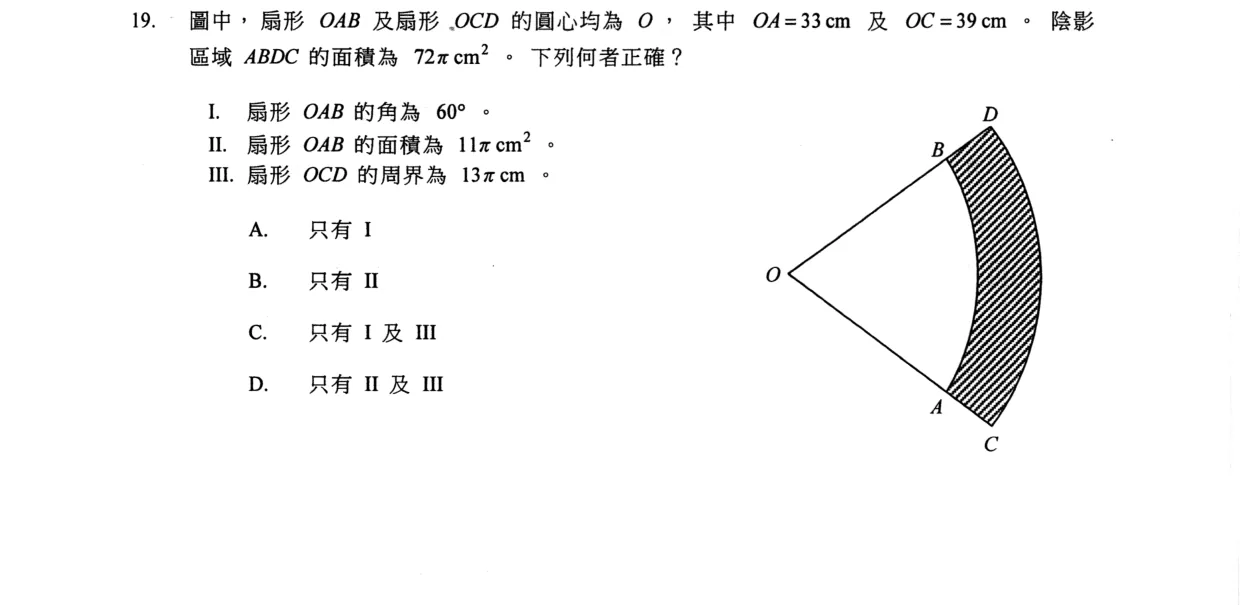 19. 圖中，扇形 OAB 及扇形 OCD 的圓心均為 O ， 其中 OA = 33 cm 及 OC = 39 cm 。 陰影
區域 ABDC 的面積為 72π cm² 。 下列何者正確？
I. 扇形 OAB 的角為 60° 。
II. 扇形 OAB 的面積為 11π cm² 。
III. 扇形 OCD 的周界為 13π cm 。
A. 只有 I
B. 只有 II
C. 只有 I 及 III
D. 只有 II 及 III
D
B
O
A
C